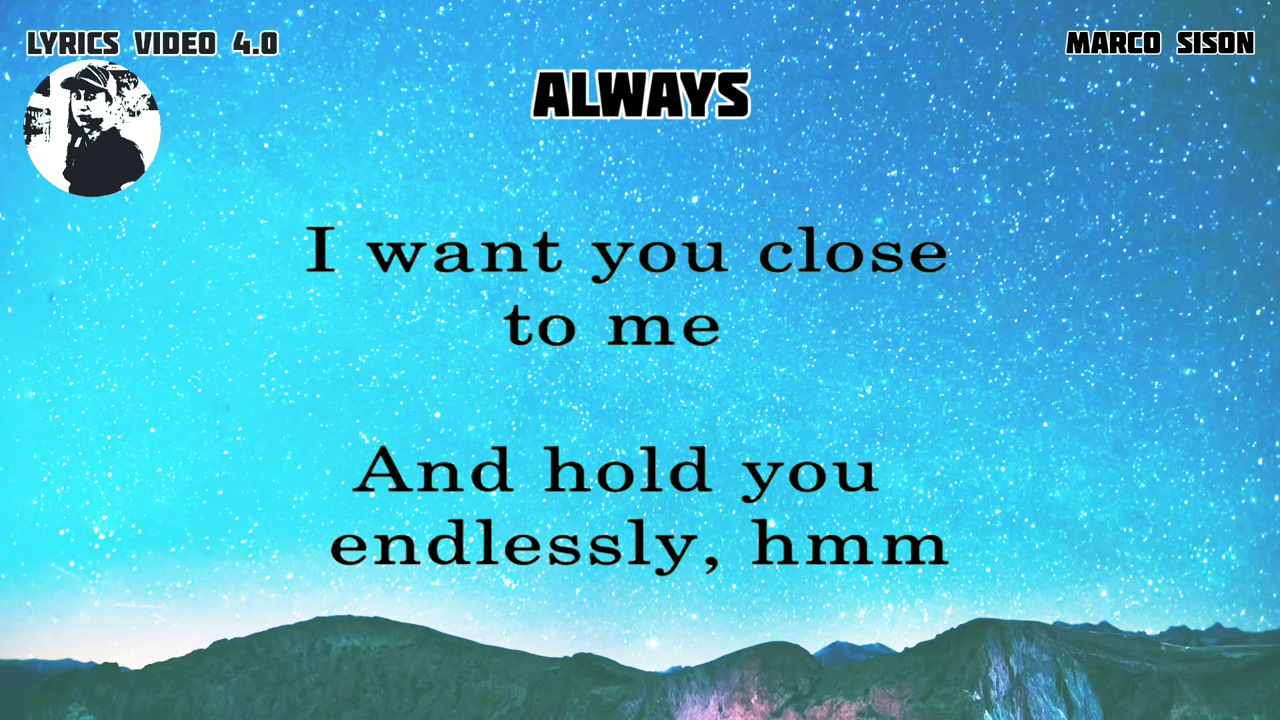 LYRICS VIDEO 4.0
MARCO SISON
ALWAYS
I want you close
to me
And hold you
endlessly, hmm